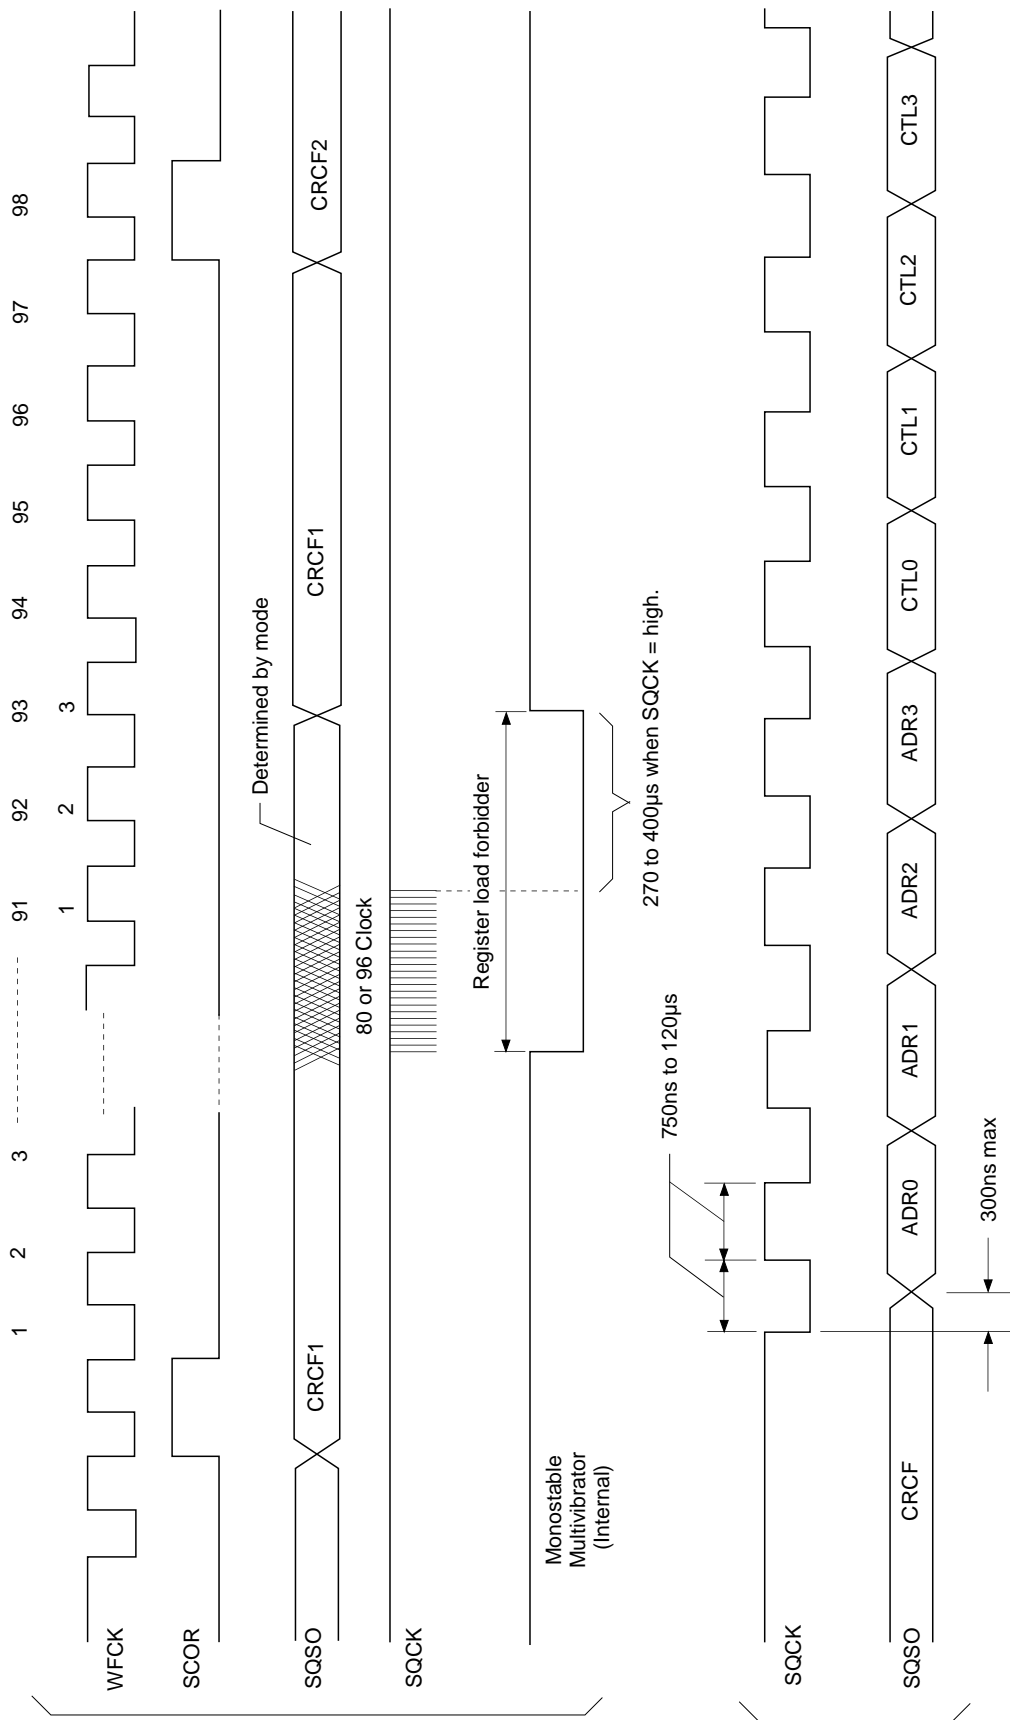 1 2 3 91 92 93 94 95 96 97 98
1 2 3
WFCK
SCOR
Determined by mode
SQSO CRCF1 CRCF1 CRCF2
80 or 96 Clock
SQCK
Register load forbidder
Monostable
Multivibrator
(Internal)
270 to 400µs when SQCK = high.
750ns to 120µs
SQCK
SQSO CRCF ADR0 ADR1 ADR2 ADR3 CTL0 CTL1 CTL2 CTL3
300ns max